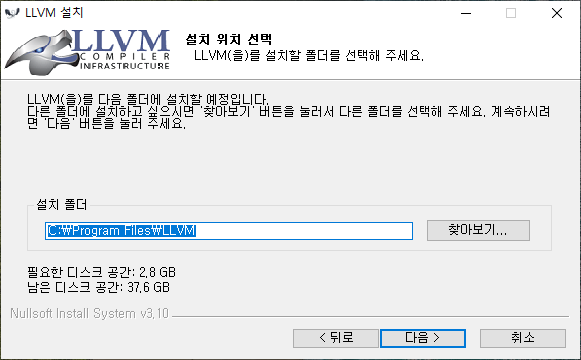 LLVM 설치
LLVM
COMPILER
INFRASTRUCTURE
설치 위치 선택
LLVM(을)를 설치할 폴더를 선택해 주세요.
LLVM(을)를 다음 폴더에 설치할 예정입니다.
다른 폴더에 설치하고 싶으시면 '찾아보기' 버튼을 눌러서 다른 폴더를 선택해 주세요. 계속하시려
면 '다음' 버튼을 눌러 주세요.
설치 폴더
C:₩Program Files₩LLVM
찾아보기...
필요한 디스크 공간: 2,8 GB
남은 디스크 공간: 37,6 GB
Nullsoft Install System v3,10
< 뒤로
다음 >
취소